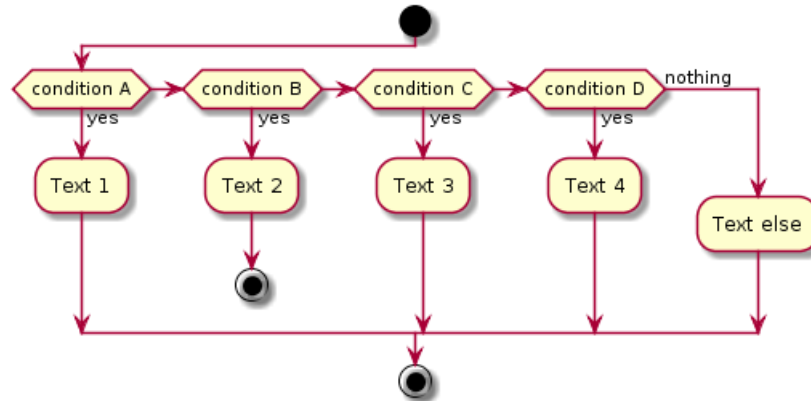 condition A
condition B
condition C
condition D
nothing
yes
yes
yes
yes
Text 1
Text 2
Text 3
Text 4
Text else